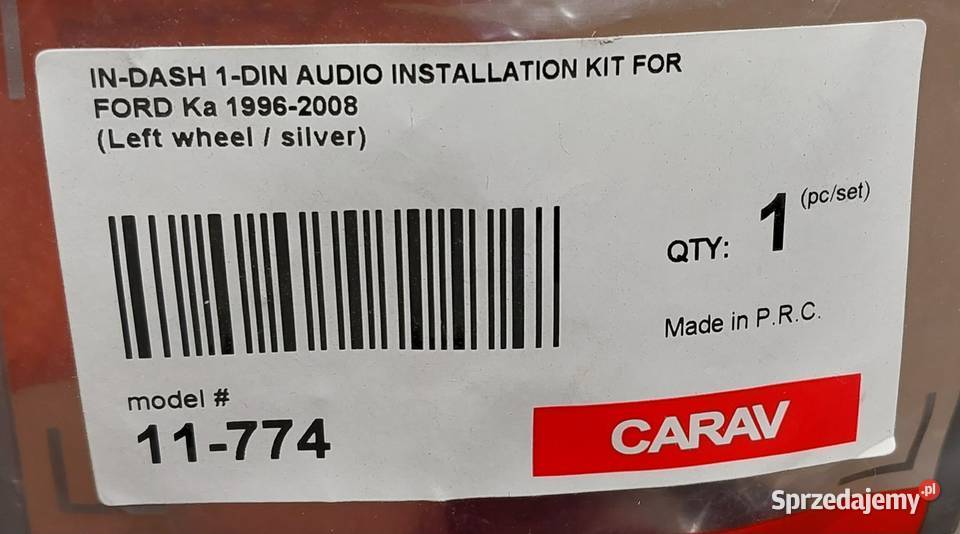 IN-DASH 1-DIN AUDIO INSTALLATION KIT FOR
FORD Ka 1996-2008
(Left wheel / silver)
QTY: 1 (pc/set)
Made in P.R.C.
model #
11-774
CARAV
Sprzedajemy.pl